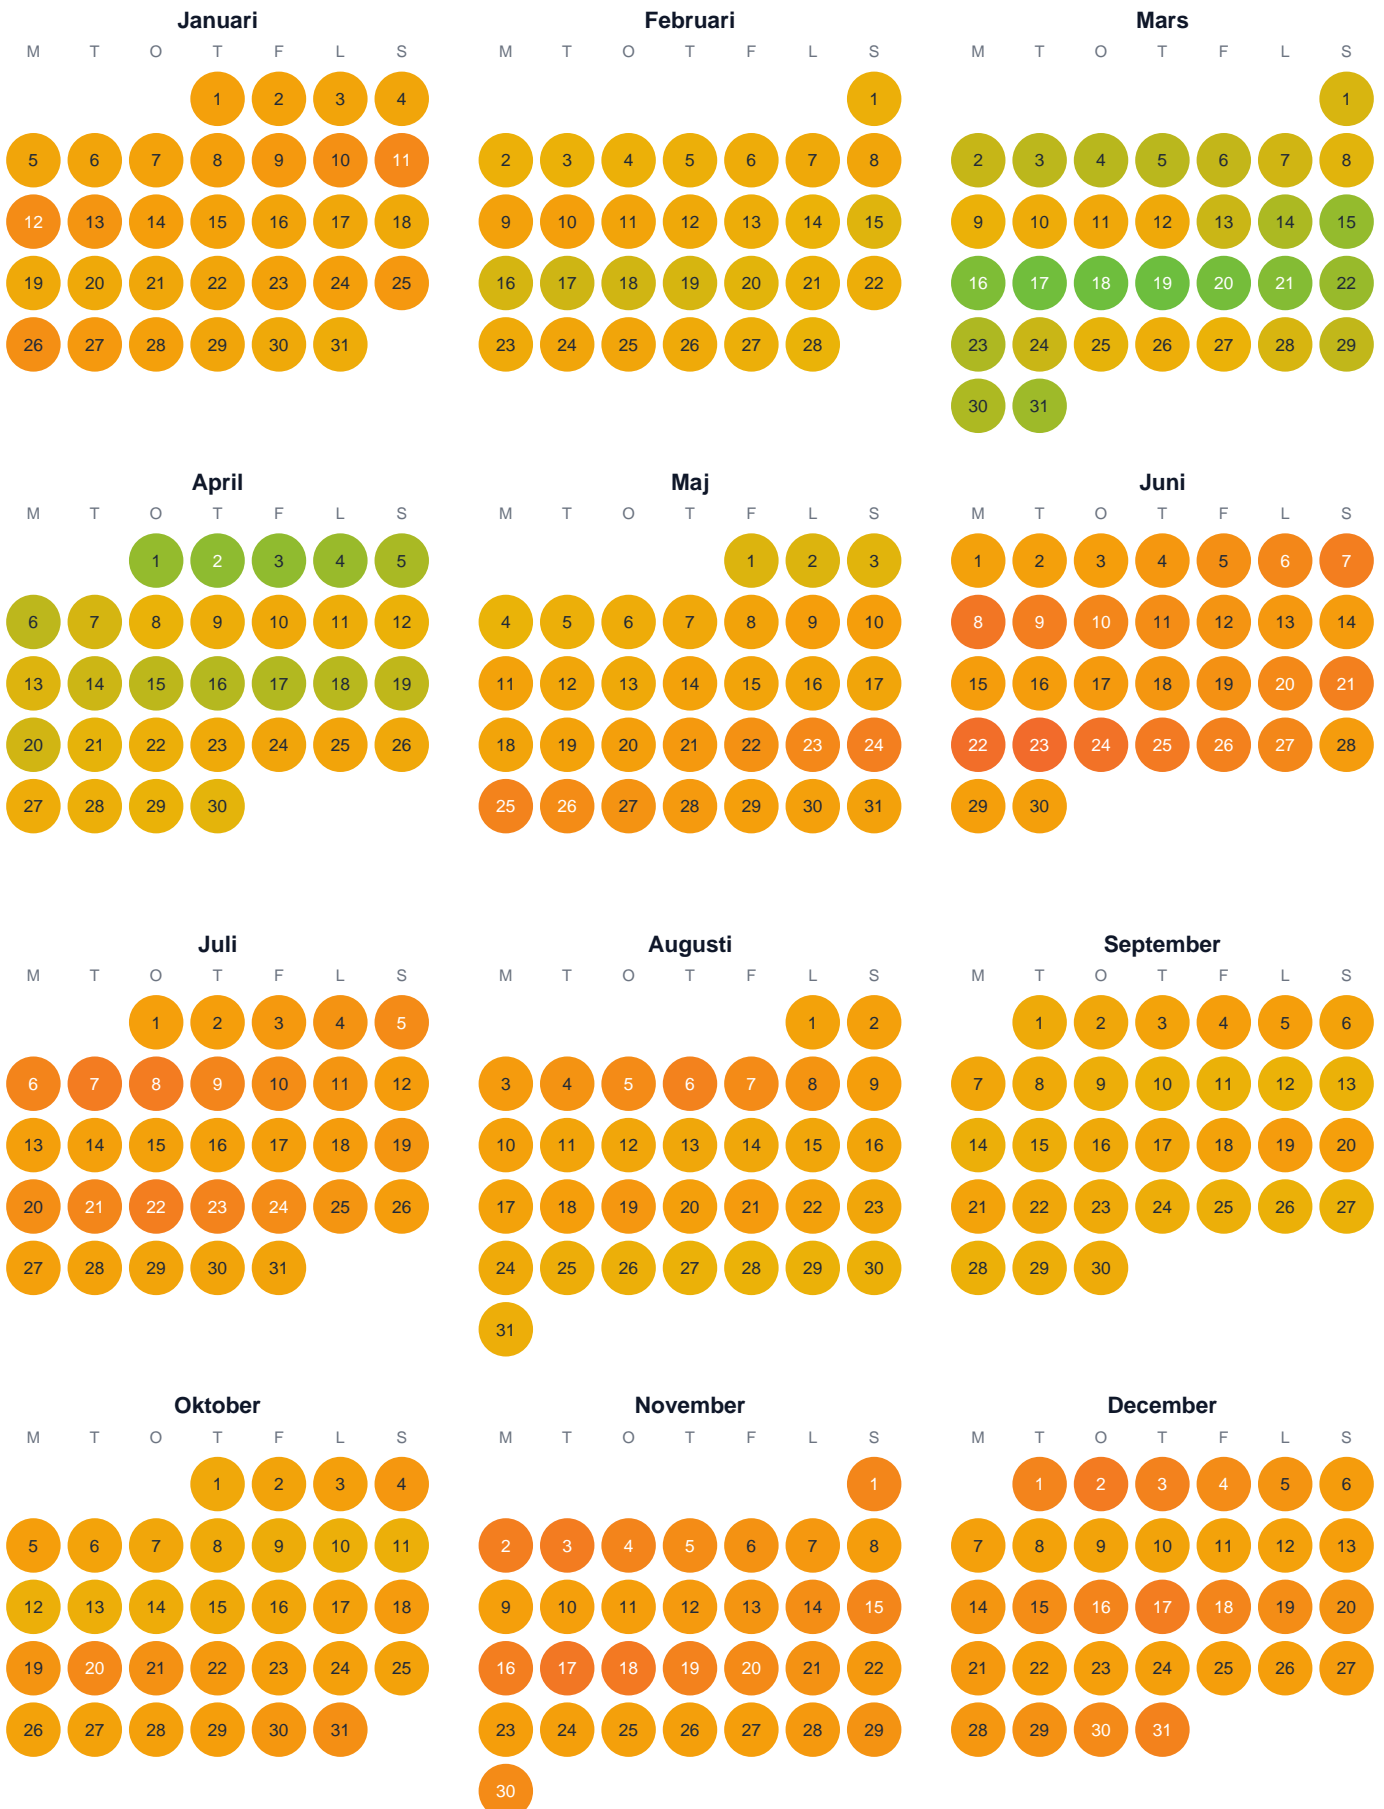 Januari Februari Mars
M T O T F L S M T O T F L S M T O T F L S
1 2 3 4 1 1
5 6 7 8 9 10 11 2 3 4 5 6 7 8 2 3 4 5 6 7 8
12 13 14 15 16 17 18 9 10 11 12 13 14 15 9 10 11 12 13 14 15
19 20 21 22 23 24 25 16 17 18 19 20 21 22 16 17 18 19 20 21 22
26 27 28 29 30 31 23 24 25 26 27 28 23 24 25 26 27 28 29
30 31
April Maj Juni
M T O T F L S M T O T F L S M T O T F L S
1 2 3 4 5 1 2 3 1 2 3 4 5 6 7
6 7 8 9 10 11 12 4 5 6 7 8 9 10 8 9 10 11 12 13 14
13 14 15 16 17 18 19 11 12 13 14 15 16 17 15 16 17 18 19 20 21
20 21 22 23 24 25 26 18 19 20 21 22 23 24 22 23 24 25 26 27 28
27 28 29 30 25 26 27 28 29 30 31 29 30
Juli Augusti September
M T O T F L S M T O T F L S M T O T F L S
1 2 3 4 5 1 2 1 2 3 4 5 6
6 7 8 9 10 11 12 3 4 5 6 7 8 9 7 8 9 10 11 12 13
13 14 15 16 17 18 19 10 11 12 13 14 15 16 14 15 16 17 18 19 20
20 21 22 23 24 25 26 17 18 19 20 21 22 23 21 22 23 24 25 26 27
27 28 29 30 31 24 25 26 27 28 29 30 28 29 30
31
Oktober November December
M T O T F L S M T O T F L S M T O T F L S
1 2 3 4 1 1 2 3 4 5 6
5 6 7 8 9 10 11 2 3 4 5 6 7 8 7 8 9 10 11 12 13
12 13 14 15 16 17 18 9 10 11 12 13 14 15 14 15 16 17 18 19 20
19 20 21 22 23 24 25 16 17 18 19 20 21 22 21 22 23 24 25 26 27
26 27 28 29 30 31 23 24 25 26 27 28 29 28 29 30 31
30